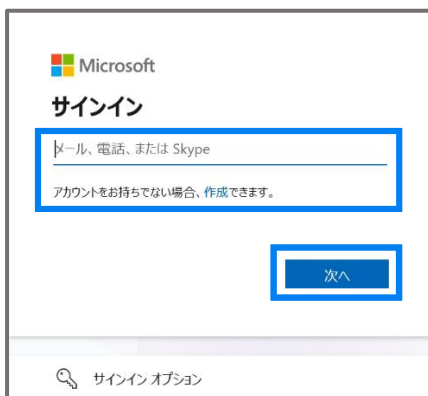 Microsoft
サインイン
メール、電話、または Skype
アカウントをお持ちでない場合、作成できます。
次へ
サインイン オプション